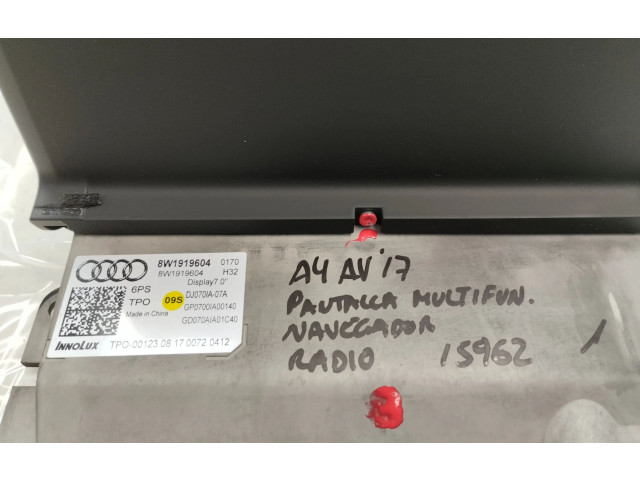 8W1919604 0170
8W1919604 H32
Display7.0"
6PS
TPO
09S
DJ070IA-07A
GP0700IA00140
Made in China
GD070AIA01C40
INNOLUX TPO-00123 08 17 0072 0412
A4 AV '17
PANTALLA MULTIFUN.
NAVEGADOR
RADIO 15962 1